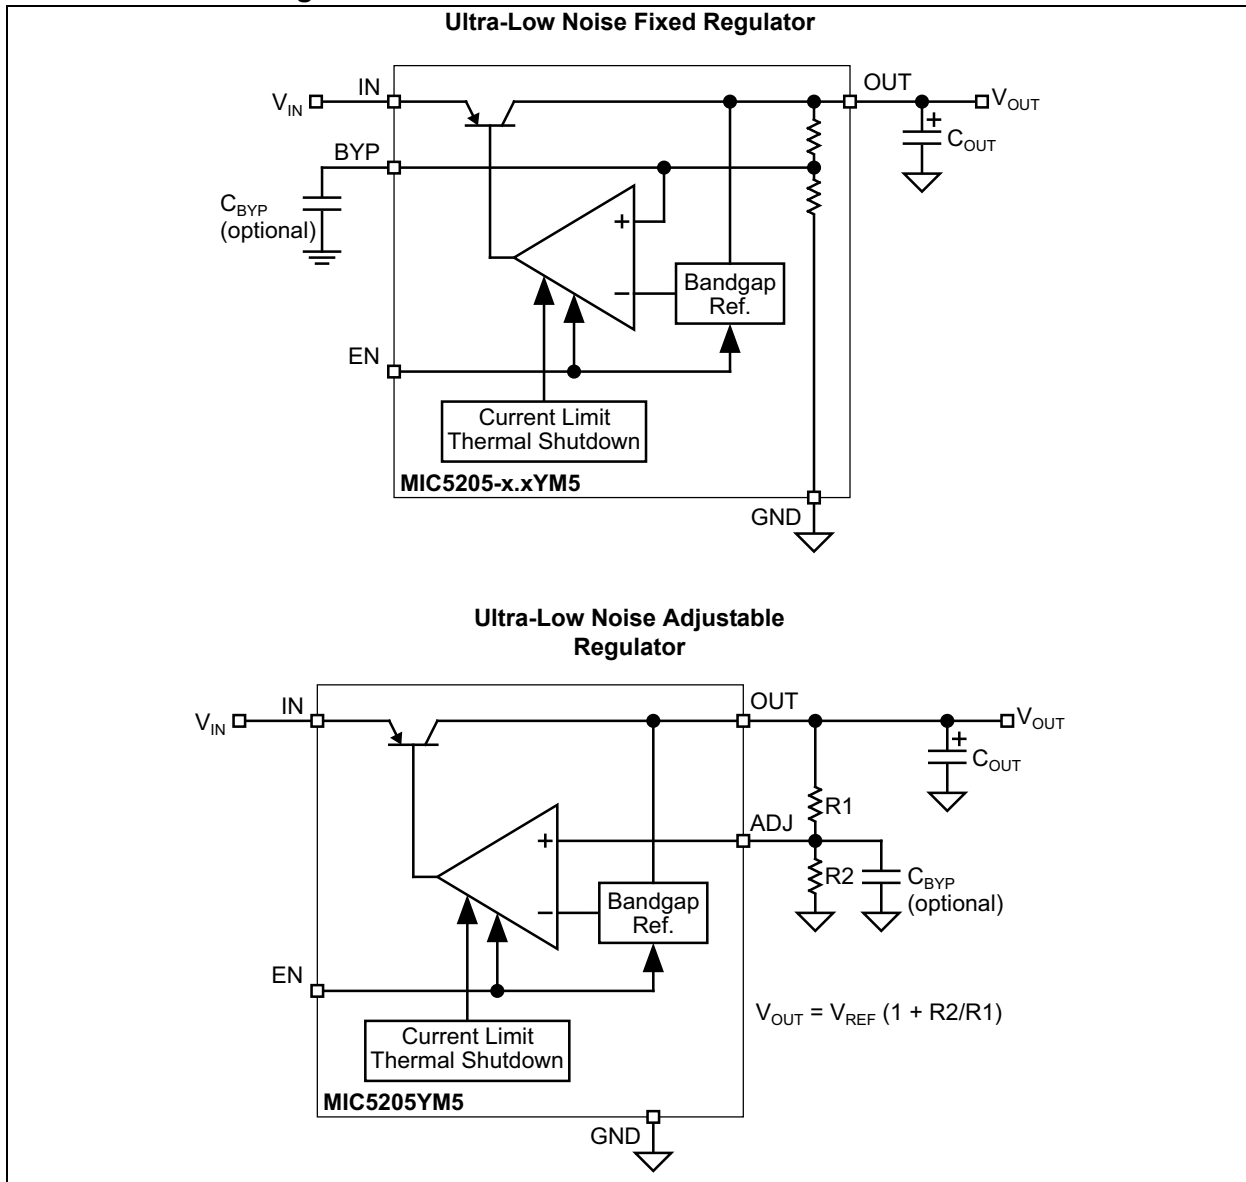 Ultra-Low Noise Fixed Regulator
IN
OUT
VIN
VOUT
+
COUT
BYP
CBYP
(optional)
+
−
Bandgap
Ref.
EN
Current Limit
Thermal Shutdown
MIC5205-x.xYM5
GND
Ultra-Low Noise Adjustable
Regulator
IN
OUT
VIN
VOUT
+
COUT
R1
ADJ
+
R2
CBYP
(optional)
−
Bandgap
Ref.
EN
VOUT = VREF (1 + R2/R1)
Current Limit
Thermal Shutdown
MIC5205YM5
GND